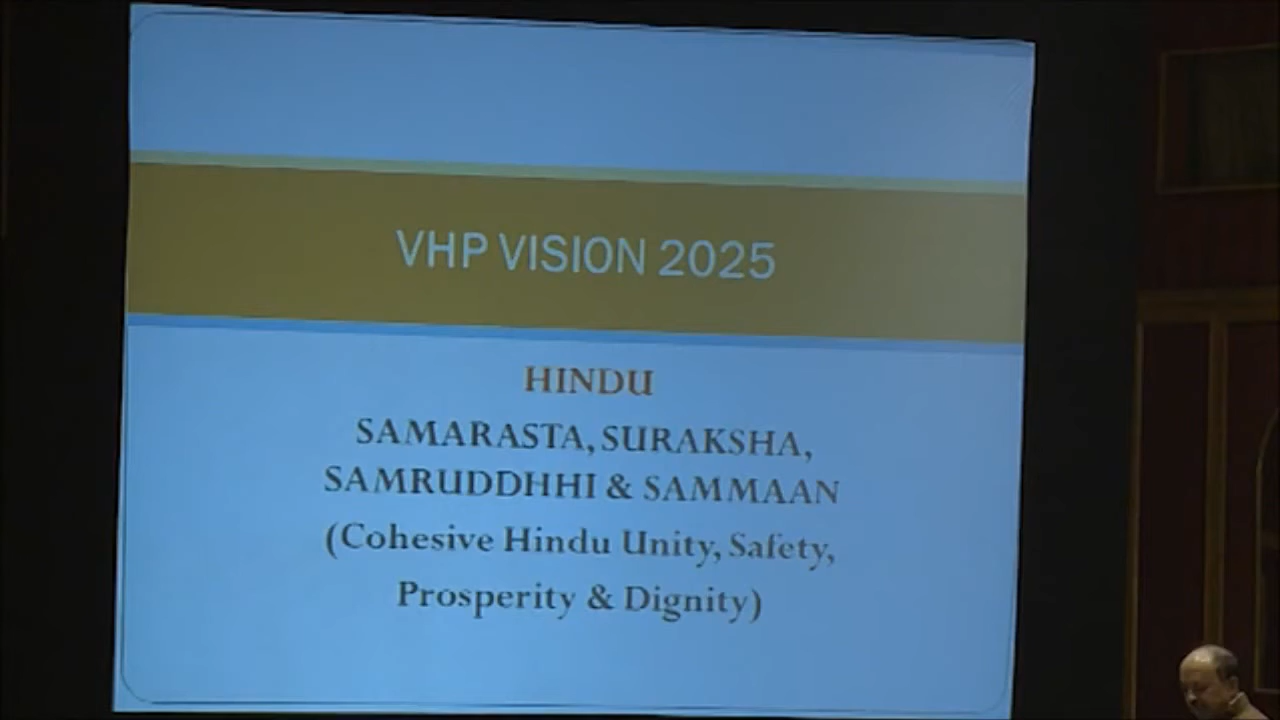 VHP VISION 2025
HINDU
SAMARASTA, SURAKSHA,
SAMRUDDHHI & SAMMAAN
(Cohesive Hindu Unity, Safety,
Prosperity & Dignity)